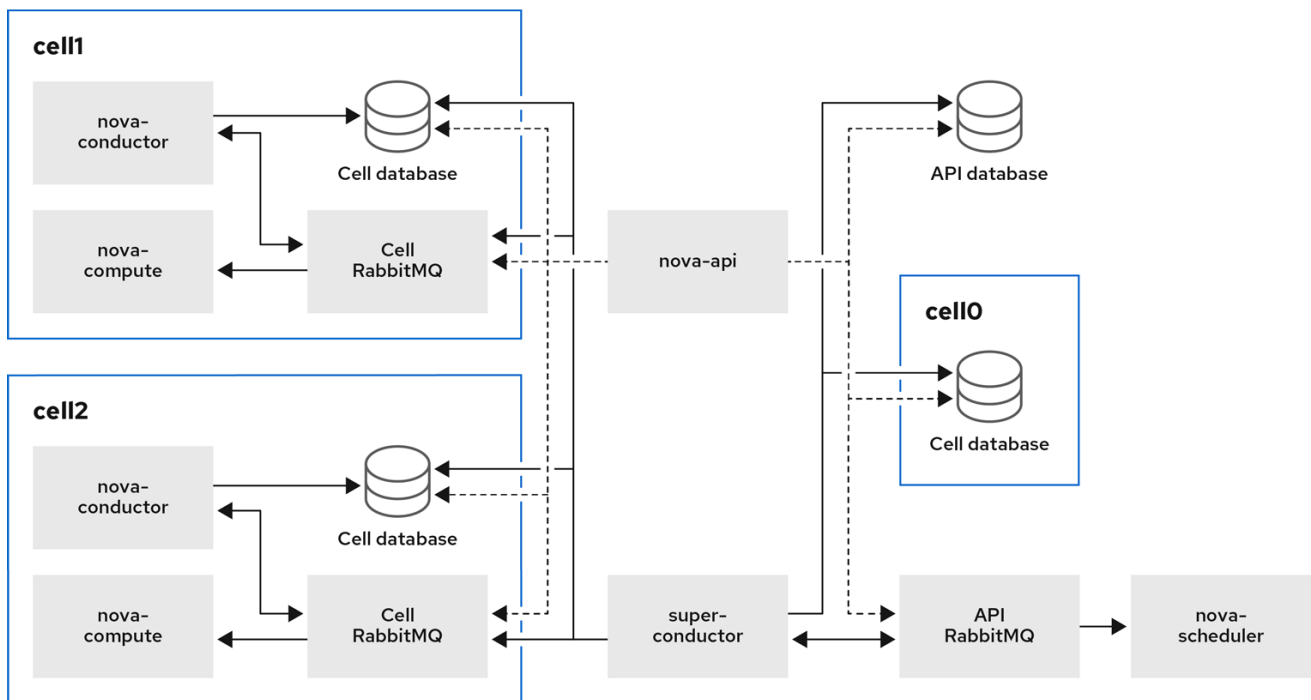 cell1
nova-
conductor
Cell database
API database
nova-
compute
Cell
RabbitMQ
nova-api
cell0
Cell database
cell2
nova-
conductor
Cell database
nova-
compute
Cell
RabbitMQ
super-
conductor
API
RabbitMQ
nova-
scheduler